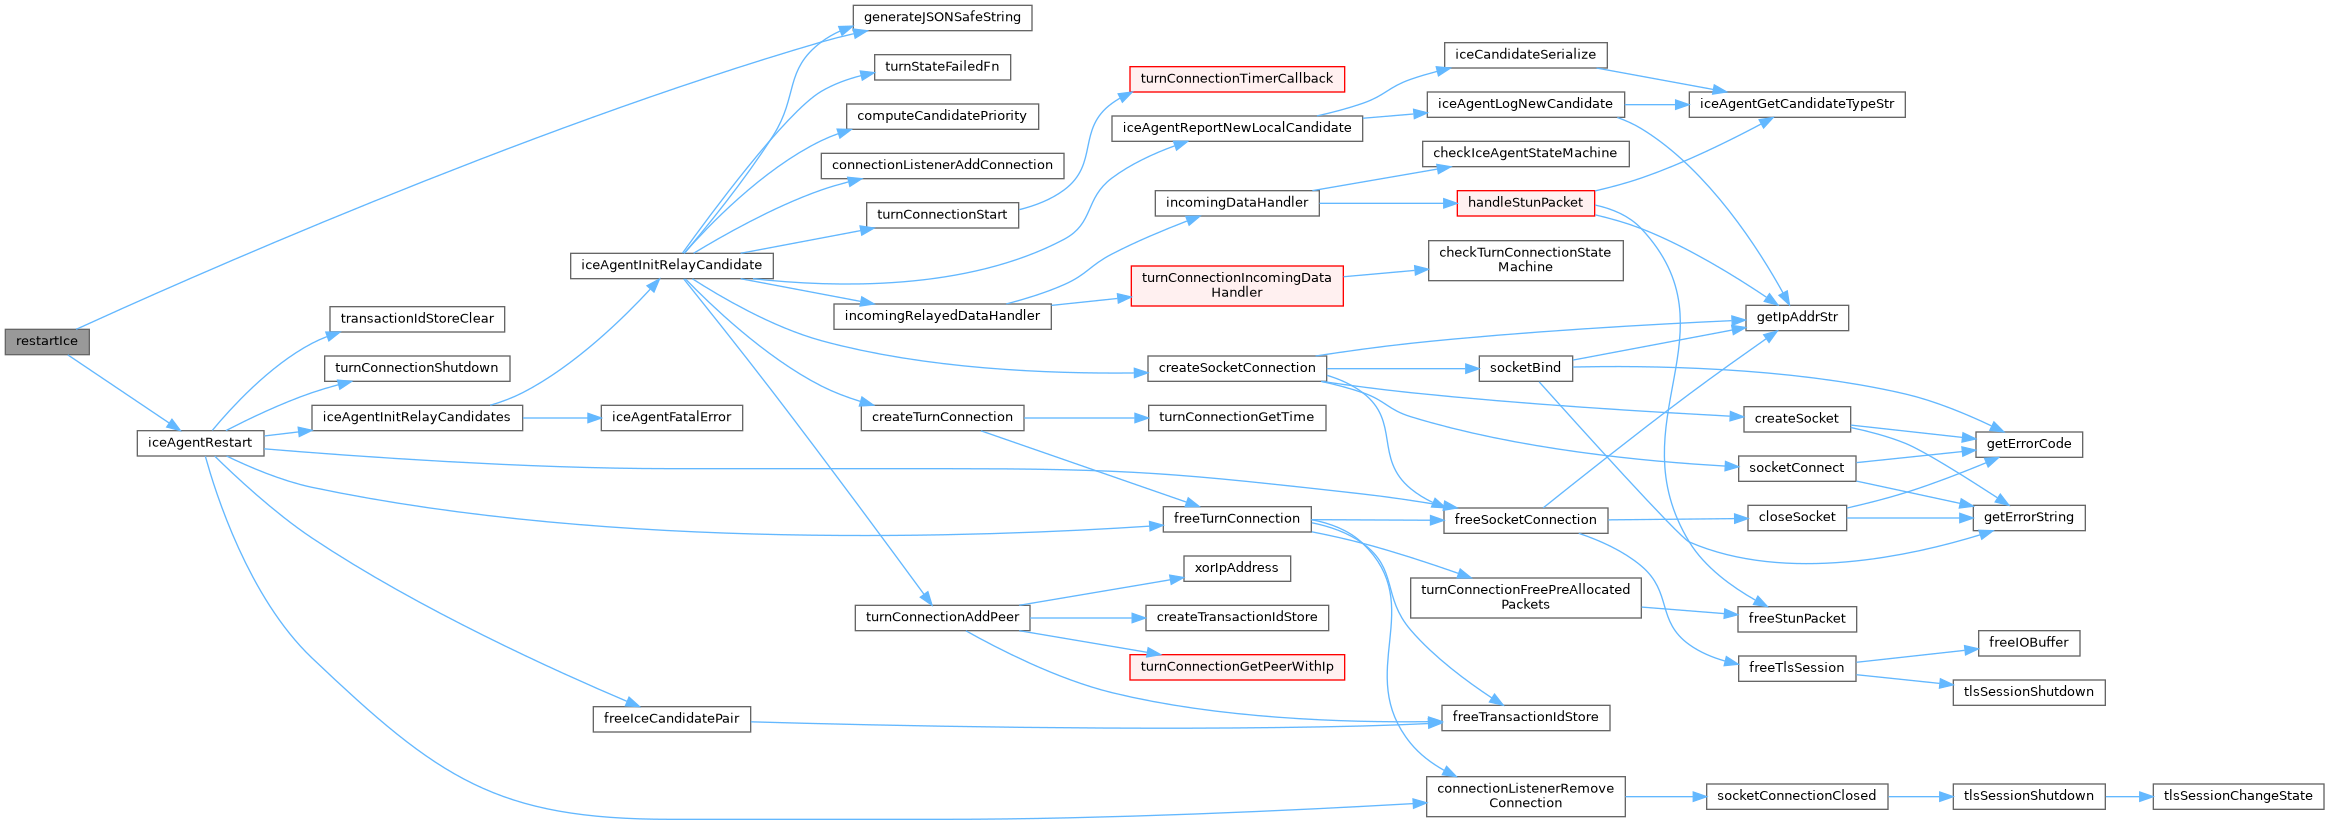 restartIce
generateJSONSafeString
iceAgentRestart
transactionIdStoreClear
turnConnectionShutdown
iceAgentInitRelayCandidates
iceAgentInitRelayCandidate
iceAgentFatalError
turnStateFailedFn
computeCandidatePriority
connectionListenerAddConnection
turnConnectionStart
turnConnectionTimerCallback
iceAgentReportNewLocalCandidate
iceCandidateSerialize
iceAgentLogNewCandidate
iceAgentGetCandidateTypeStr
incomingRelayedDataHandler
incomingDataHandler
checkIceAgentStateMachine
handleStunPacket
turnConnectionIncomingData
Handler
checkTurnConnectionState
Machine
getIpAddrStr
createSocketConnection
socketBind
createTurnConnection
turnConnectionGetTime
createSocket
socketConnect
getErrorCode
getErrorString
freeTurnConnection
freeSocketConnection
closeSocket
turnConnectionFreePreAllocated
Packets
freeStunPacket
turnConnectionAddPeer
xorIpAddress
createTransactionIdStore
turnConnectionGetPeerWithIp
freeTlsSession
freeIOBuffer
tlsSessionShutdown
freeIceCandidatePair
freeTransactionIdStore
connectionListenerRemove
Connection
socketConnectionClosed
tlsSessionShutdown
tlsSessionChangeState